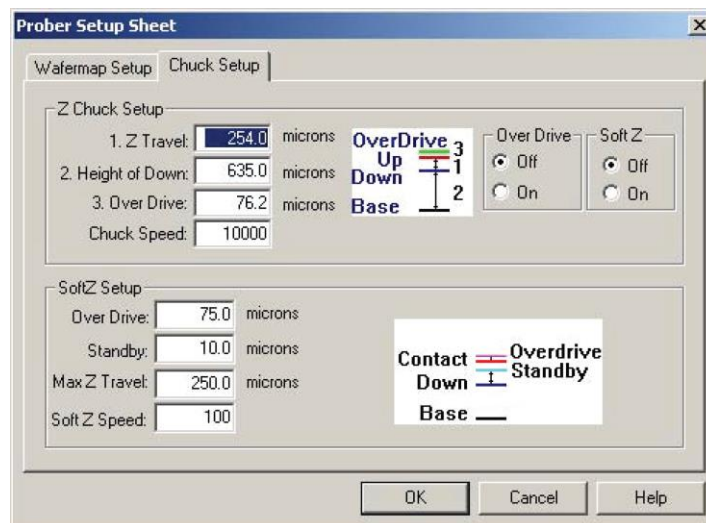 Prober Setup Sheet
Wafermap Setup
Chuck Setup
Z Chuck Setup
1. Z Travel: 254.0 microns
2. Height of Down: 635.0 microns
3. Over Drive: 76.2 microns
Chuck Speed: 10000
OverDrive 3
Up 1
Down
2
Base
Over Drive
Off
On
Soft Z
Off
On
SoftZ Setup
Over Drive: 75.0 microns
Standby: 10.0 microns
Max Z Travel: 250.0 microns
Soft Z Speed: 100
Contact Overdrive
Standby
Down
Base
OK Cancel Help